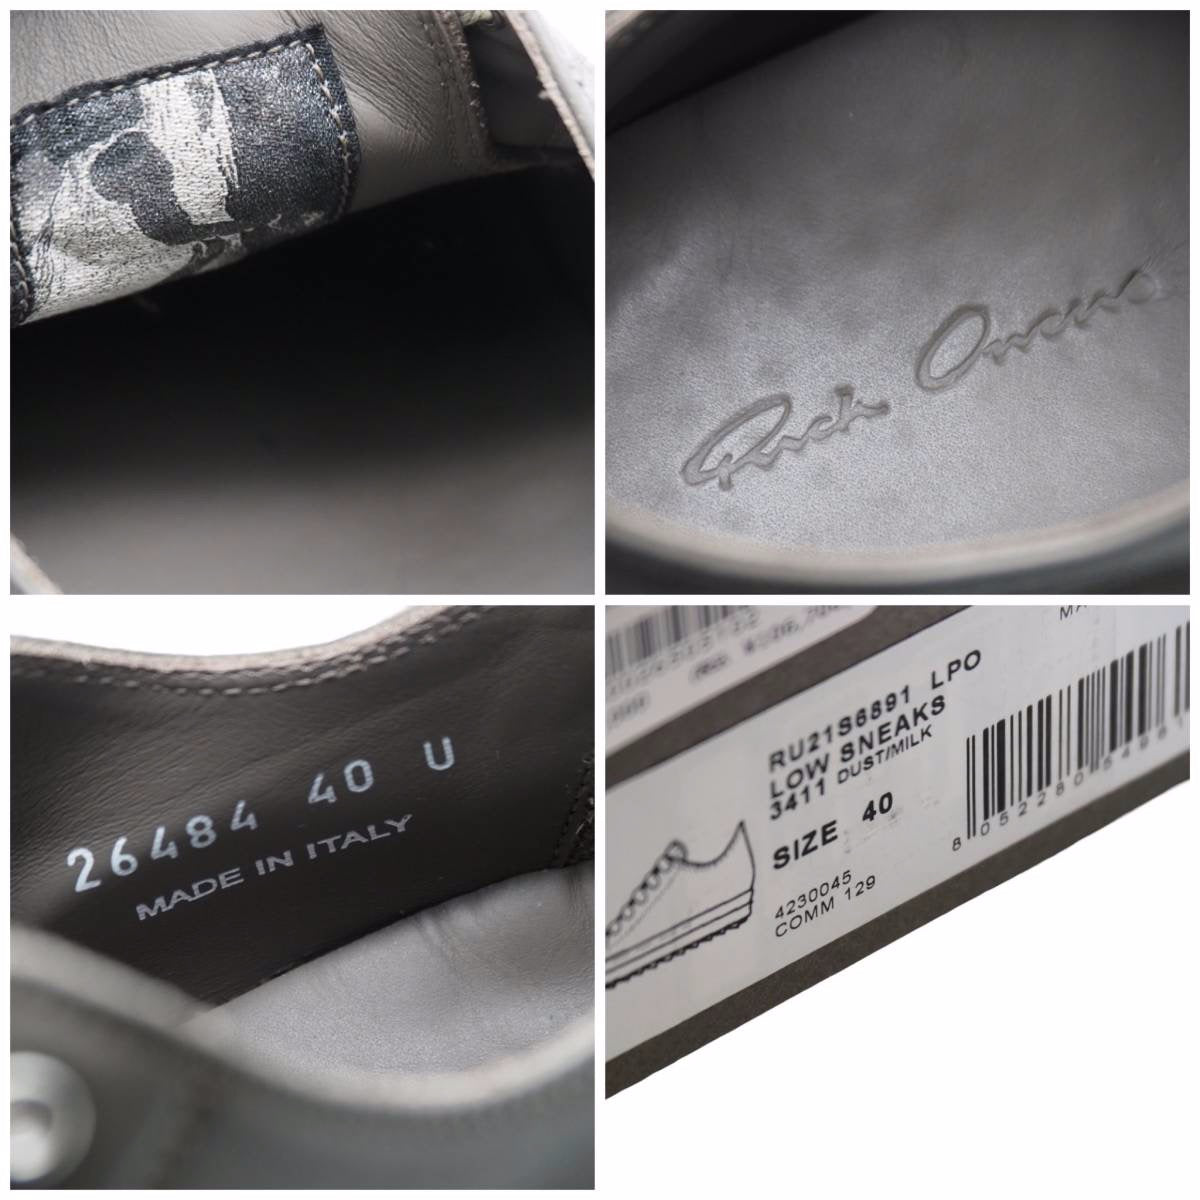 Rick Owens
26484 40 U
MADE IN ITALY
RU21S6891 LPO
LOW SNEAKS
3411 DUST/MILK
SIZE 40
4230045
COMM 129